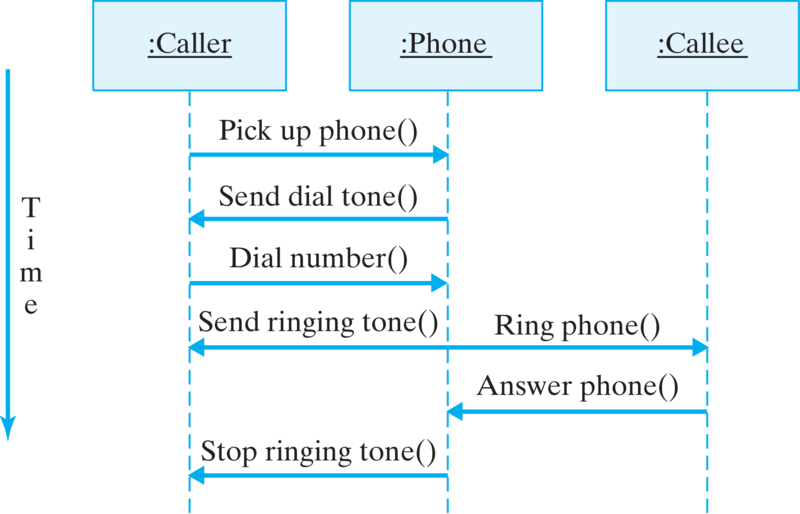 :Caller
:Phone
:Callee
Time
Pick up phone()
Send dial tone()
Dial number()
Send ringing tone()
Ring phone()
Answer phone()
Stop ringing tone()